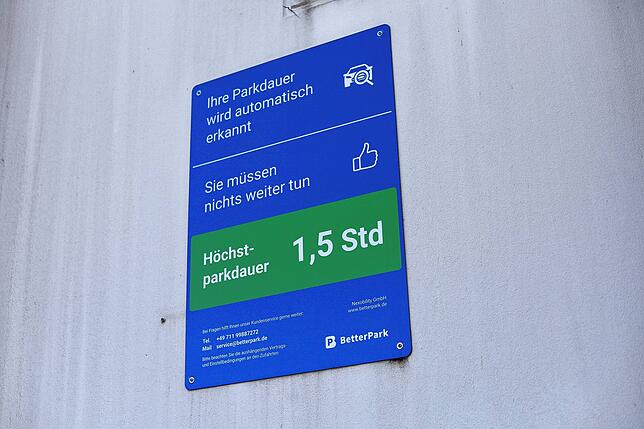 Ihre Parkdauer
wird automatisch
erkannt
Sie müssen
nichts weiter tun
Höchst-
parkdauer
1,5 Std
Bei Fragen hilft Ihnen unser Kundenservice gerne weiter
Tel. +49 711 99887272
Mail service@betterpark.de
Bitte beachten Sie die aushängenden Vertrags-
und Einstellbedingungen an den Zufahrten
Nexobility GmbH
www.betterpark.de
P BetterPark